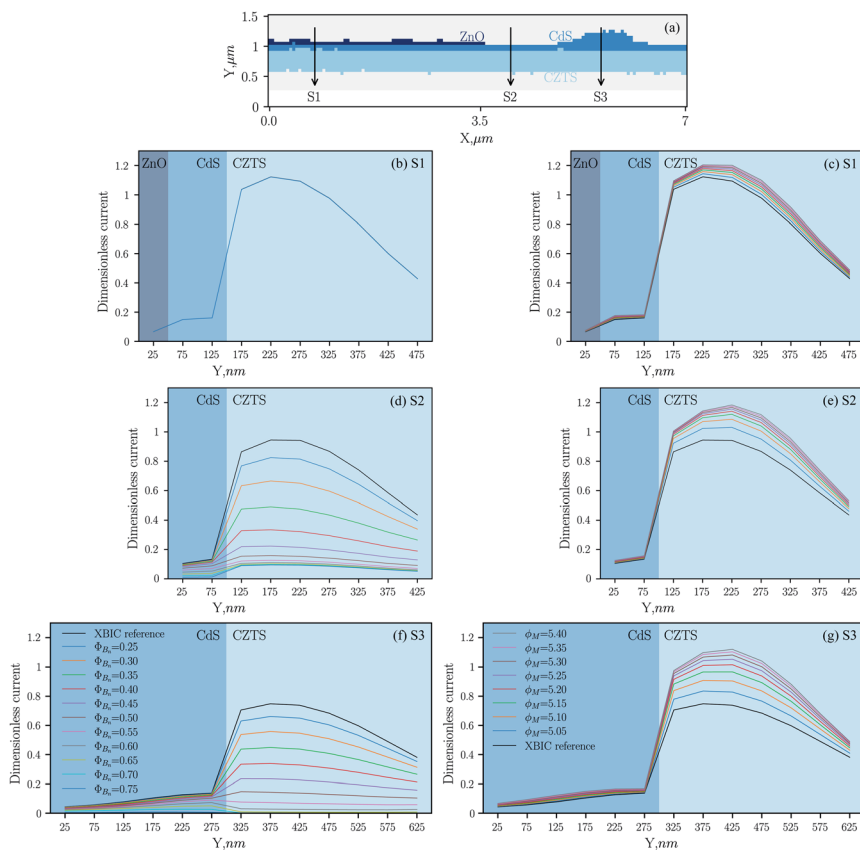 (a)
ZnO
CdS
CZTS
Y,μm
1.5
1
0.5
0
S1
S2
S3
0.0
3.5
7
X,μm
ZnO
CdS
CZTS
(b) S1
Dimensionless current
1.2
1
0.8
0.6
0.4
0.2
0
25 75 125 175 225 275 325 375 425 475
Y,nm
ZnO
CdS
CZTS
(c) S1
Dimensionless current
1.2
1
0.8
0.6
0.4
0.2
0
25 75 125 175 225 275 325 375 425 475
Y,nm
CdS
CZTS
(d) S2
Dimensionless current
1.2
1
0.8
0.6
0.4
0.2
0
25 75 125 175 225 275 325 375 425
Y,nm
CdS
CZTS
(e) S2
Dimensionless current
1.2
1
0.8
0.6
0.4
0.2
0
25 75 125 175 225 275 325 375 425
Y,nm
CdS
CZTS
(f) S3
XBIC reference
Φ_Bn=0.25
Φ_Bn=0.30
Φ_Bn=0.35
Φ_Bn=0.40
Φ_Bn=0.45
Φ_Bn=0.50
Φ_Bn=0.55
Φ_Bn=0.60
Φ_Bn=0.65
Φ_Bn=0.70
Φ_Bn=0.75
Dimensionless current
1.2
1
0.8
0.6
0.4
0.2
0
25 75 125 175 225 275 325 375 425 475 525 575 625
Y,nm
CdS
CZTS
(g) S3
ϕ_M=5.40
ϕ_M=5.35
ϕ_M=5.30
ϕ_M=5.25
ϕ_M=5.20
ϕ_M=5.15
ϕ_M=5.10
ϕ_M=5.05
XBIC reference
Dimensionless current
1.2
1
0.8
0.6
0.4
0.2
0
25 75 125 175 225 275 325 375 425 475 525 575 625
Y,nm